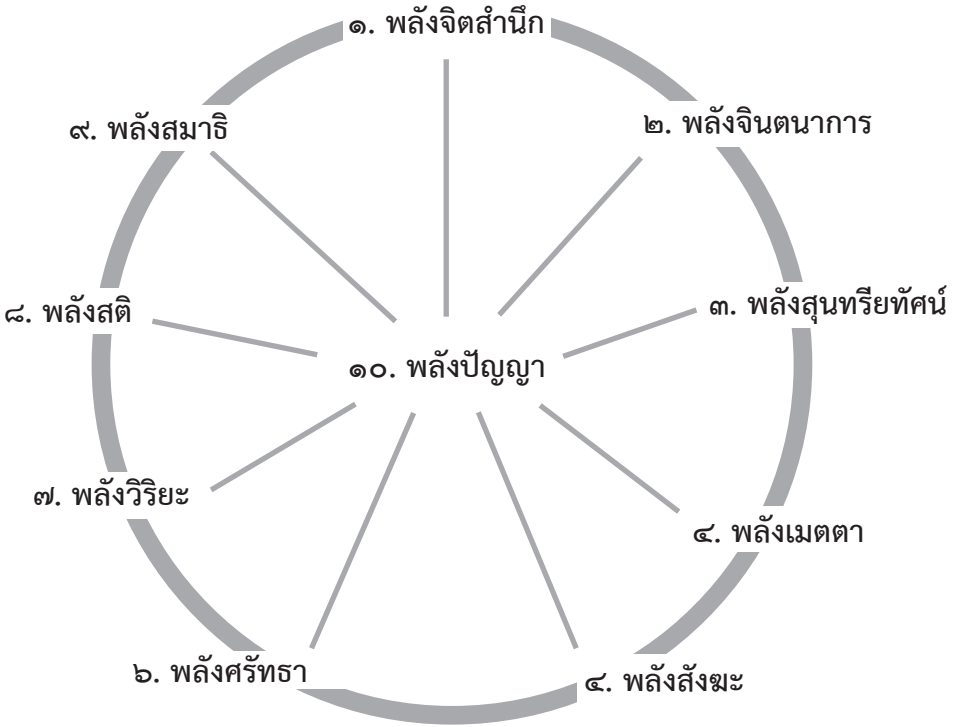 ๑. พลังจิตสำนึก
๒. พลังจินตนาการ
๓. พลังสุนทรียทัศน์
๔. พลังเมตตา
๔. พลังสังฆะ
๖. พลังศรัทธา
๗. พลังวิริยะ
๘. พลังสติ
๙. พลังสมาธิ
๑๐. พลังปัญญา